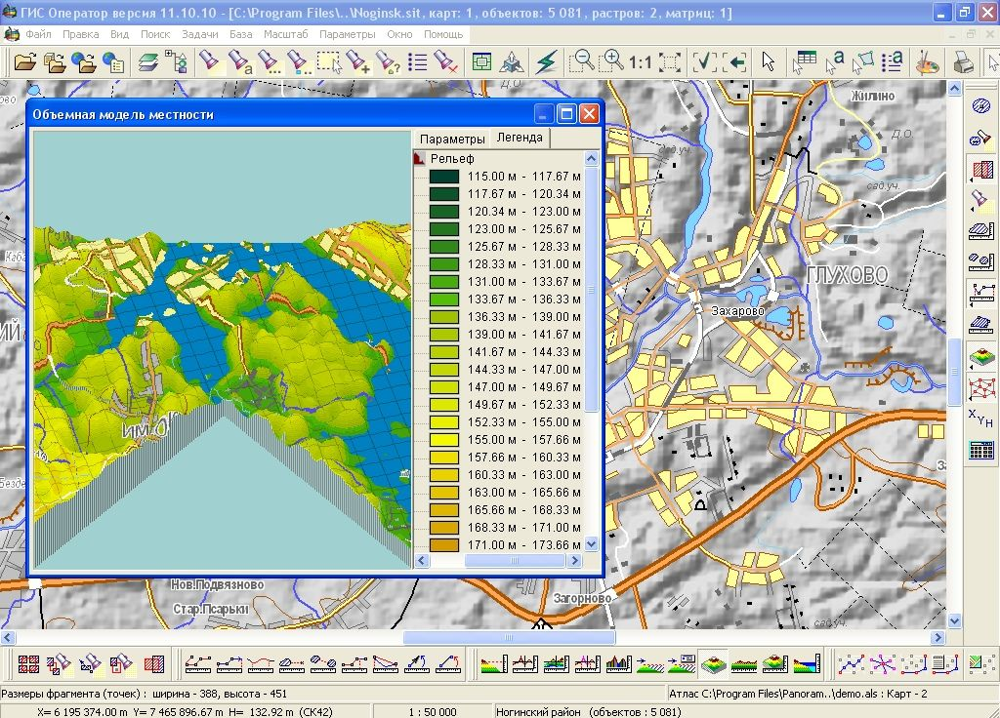 ГИС Оператор версия 11.10.10 - [C:\Program Files\..\Noginsk.sit, карт: 1, объектов: 5 081, растров: 2, матриц: 1]
Файл Правка Вид Поиск Задачи База Масштаб Параметры Окно Помощь
1:1
Объемная модель местности
Параметры Легенда
Рельеф
115.00 м - 117.67 м
117.67 м - 120.34 м
120.34 м - 123.00 м
123.00 м - 125.67 м
125.67 м - 128.33 м
128.33 м - 131.00 м
131.00 м - 133.67 м
133.67 м - 136.33 м
136.33 м - 139.00 м
139.00 м - 141.67 м
141.67 м - 144.33 м
144.33 м - 147.00 м
147.00 м - 149.67 м
149.67 м - 152.33 м
152.33 м - 155.00 м
155.00 м - 157.66 м
157.66 м - 160.33 м
160.33 м - 163.00 м
163.00 м - 165.66 м
165.66 м - 168.33 м
168.33 м - 171.00 м
171.00 м - 173.66 м
Жилино
Д.О.
сад.уч.
сад.уч.
ГЛУХОВО
Захарово
Нов.Подвязново
Стар.Псарьки
Загорново
сад.уч.
Размеры фрагмента (точек) : ширина - 388, высота - 451
Атлас C:\Program Files\Panoram..\demo.als : Карт - 2
X= 6 195 374.00 m Y= 7 465 896.67 m H= 132.92 m (СК42)
1 : 50 000
Ногинский район (объектов : 5 081)